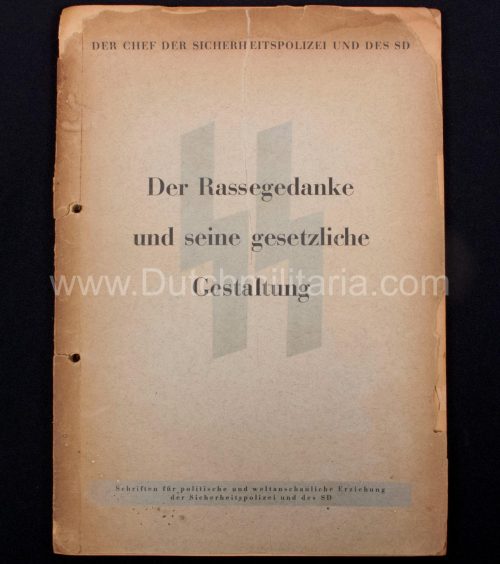 DER CHEF DER SICHERHEITSPOLIZEI UND DES SD
Der Rassegedanke
und seine gesetzliche
www.Dutchmilitaria.com
Gestaltung
Schriften für politische und weltanschauliche Erziehung
der Sicherheitspolizei und des SD